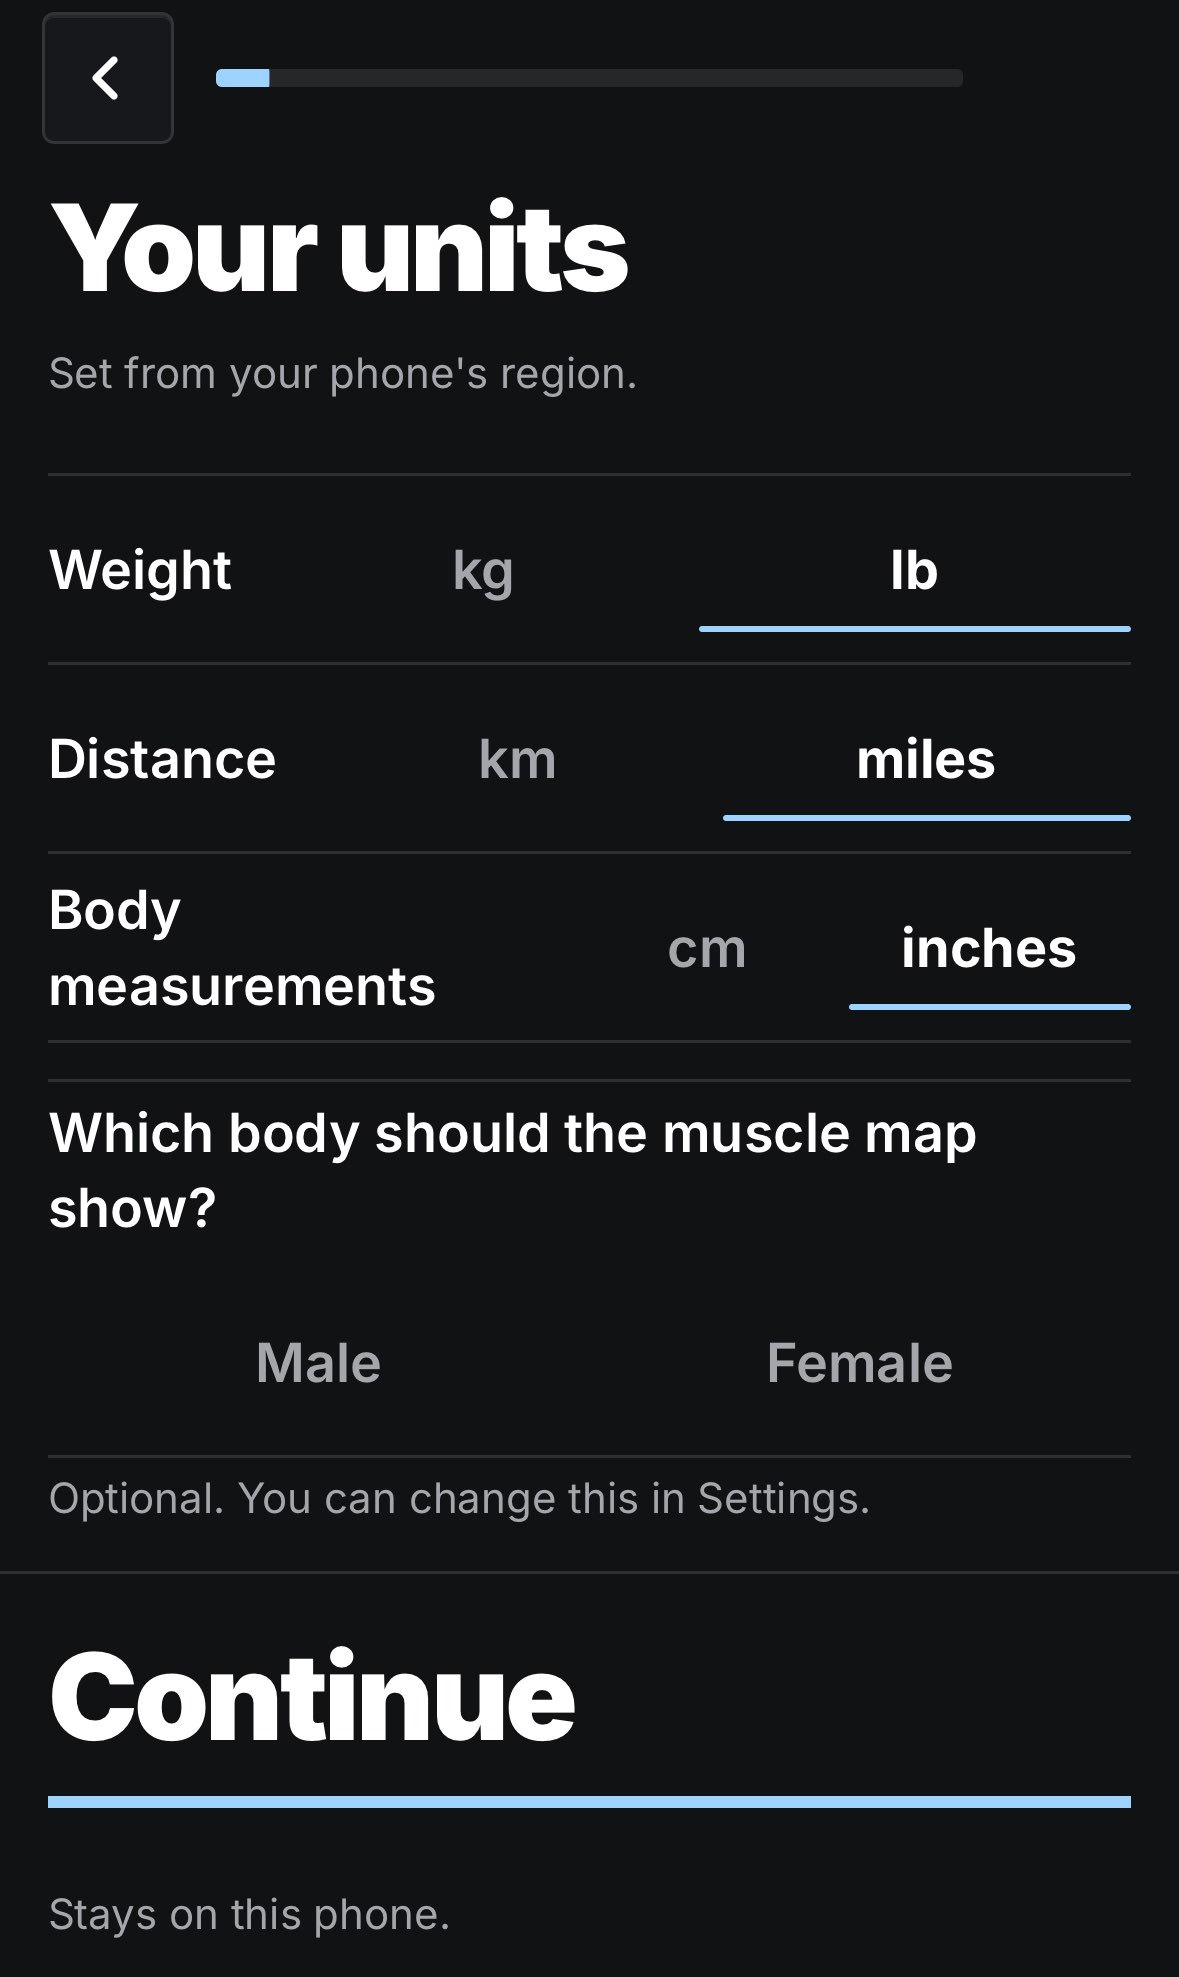 Your units
Set from your phone's region.
Weight kg lb
Distance km miles
Body
measurements cm inches
Which body should the muscle map
show?
Male Female
Optional. You can change this in Settings.
Continue
Stays on this phone.